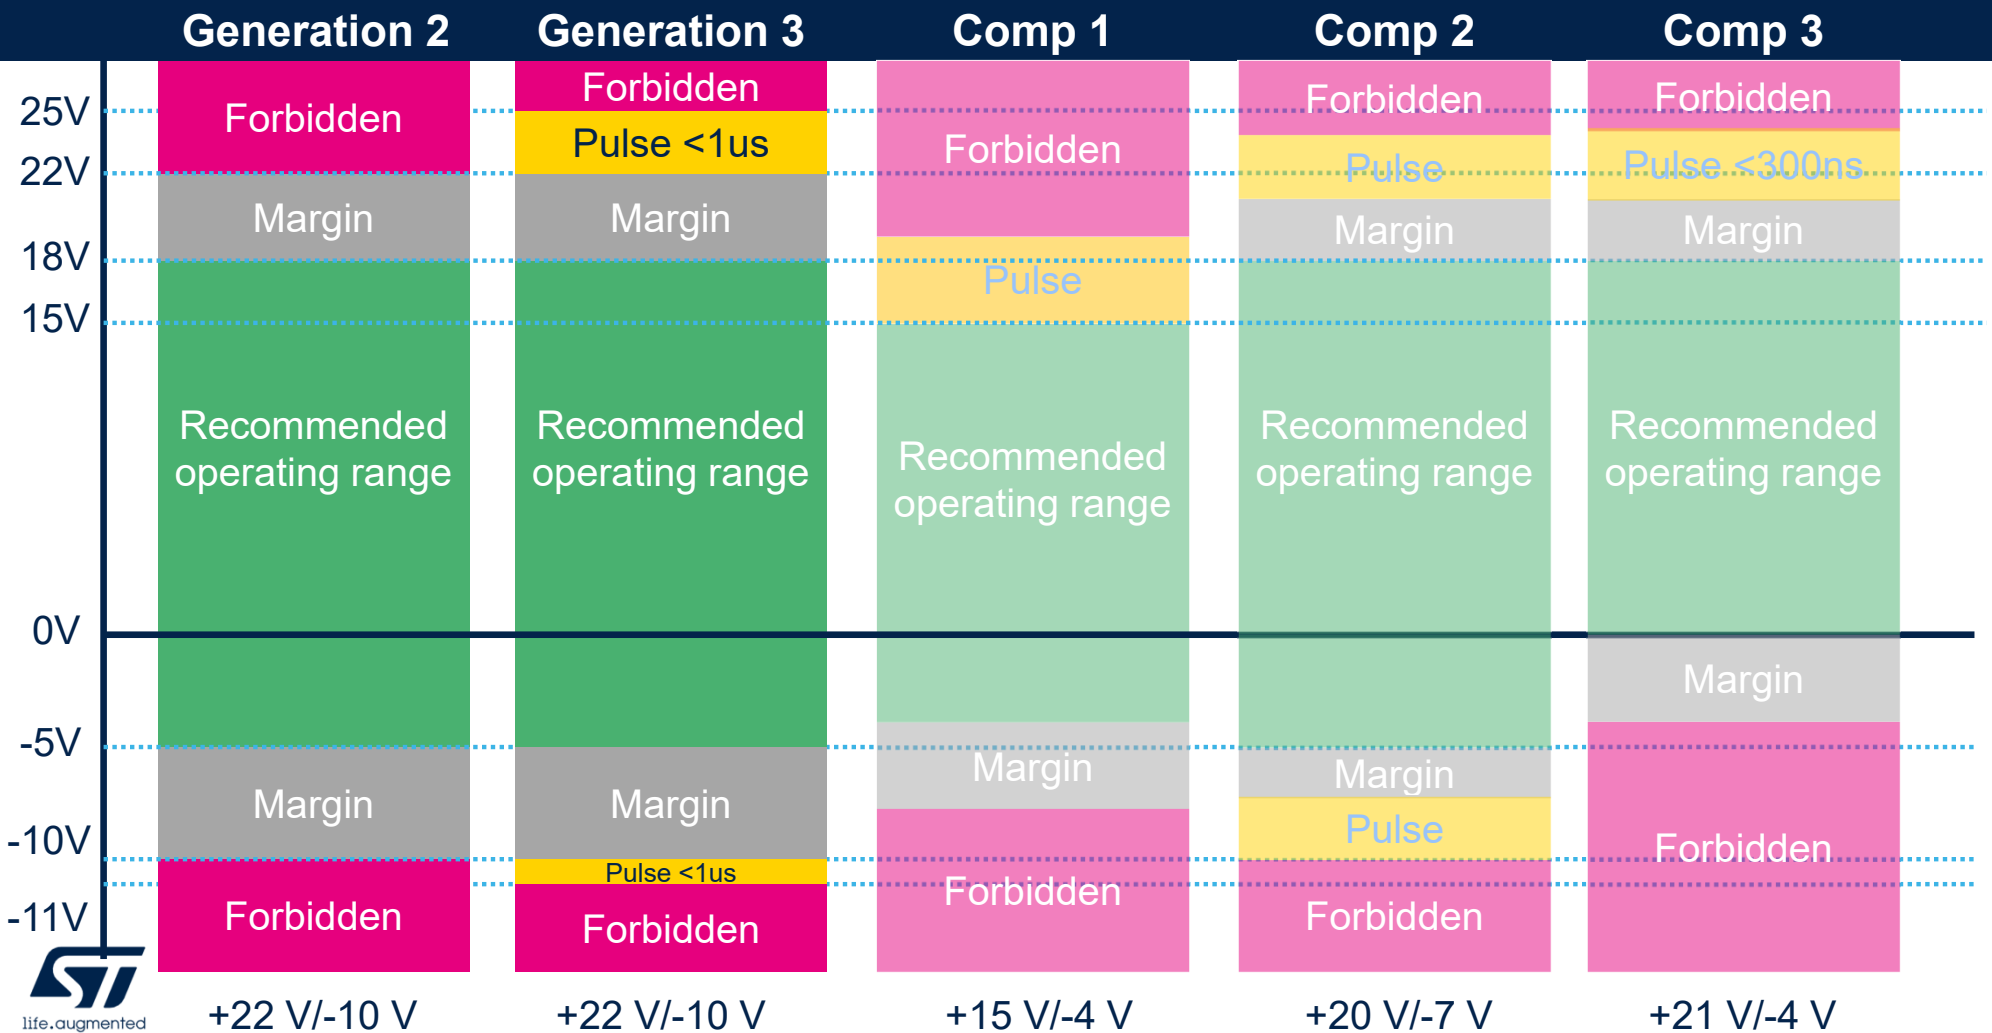 Generation 2
Generation 3
Comp 1
Comp 2
Comp 3
25V
22V
18V
15V
0V
-5V
-10V
-11V
Forbidden
Margin
Recommended
operating range
Margin
Forbidden
+22 V/-10 V
Forbidden
Pulse <1us
Margin
Recommended
operating range
Margin
Pulse <1us
Forbidden
+22 V/-10 V
Forbidden
Pulse
Recommended
operating range
Margin
Forbidden
+15 V/-4 V
Forbidden
Pulse
Margin
Recommended
operating range
Margin
Pulse
Forbidden
+20 V/-7 V
Forbidden
Pulse <300ns
Margin
Recommended
operating range
Margin
Forbidden
+21 V/-4 V
ST
life.augmented